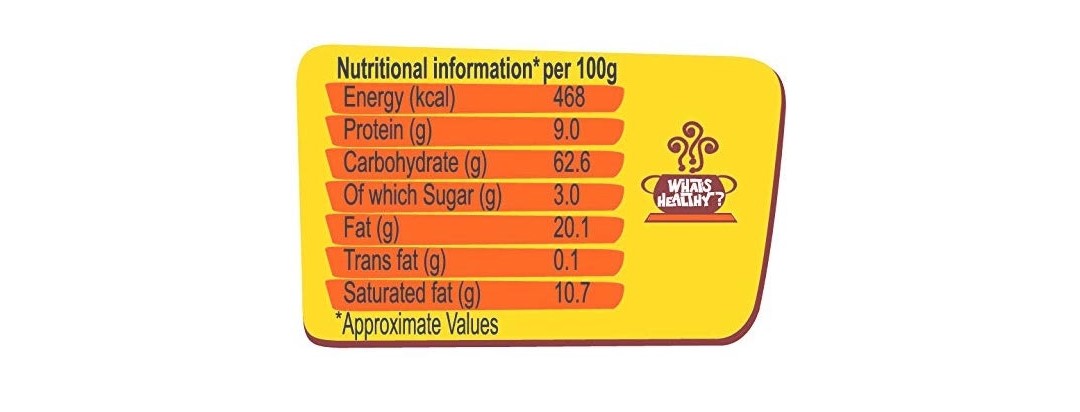 Nutritional information* per 100g
Energy (kcal) 468
Protein (g) 9.0
Carbohydrate (g) 62.6
Of which Sugar (g) 3.0
Fat (g) 20.1
Trans fat (g) 0.1
Saturated fat (g) 10.7
*Approximate Values
WHATS
HEALTHY?